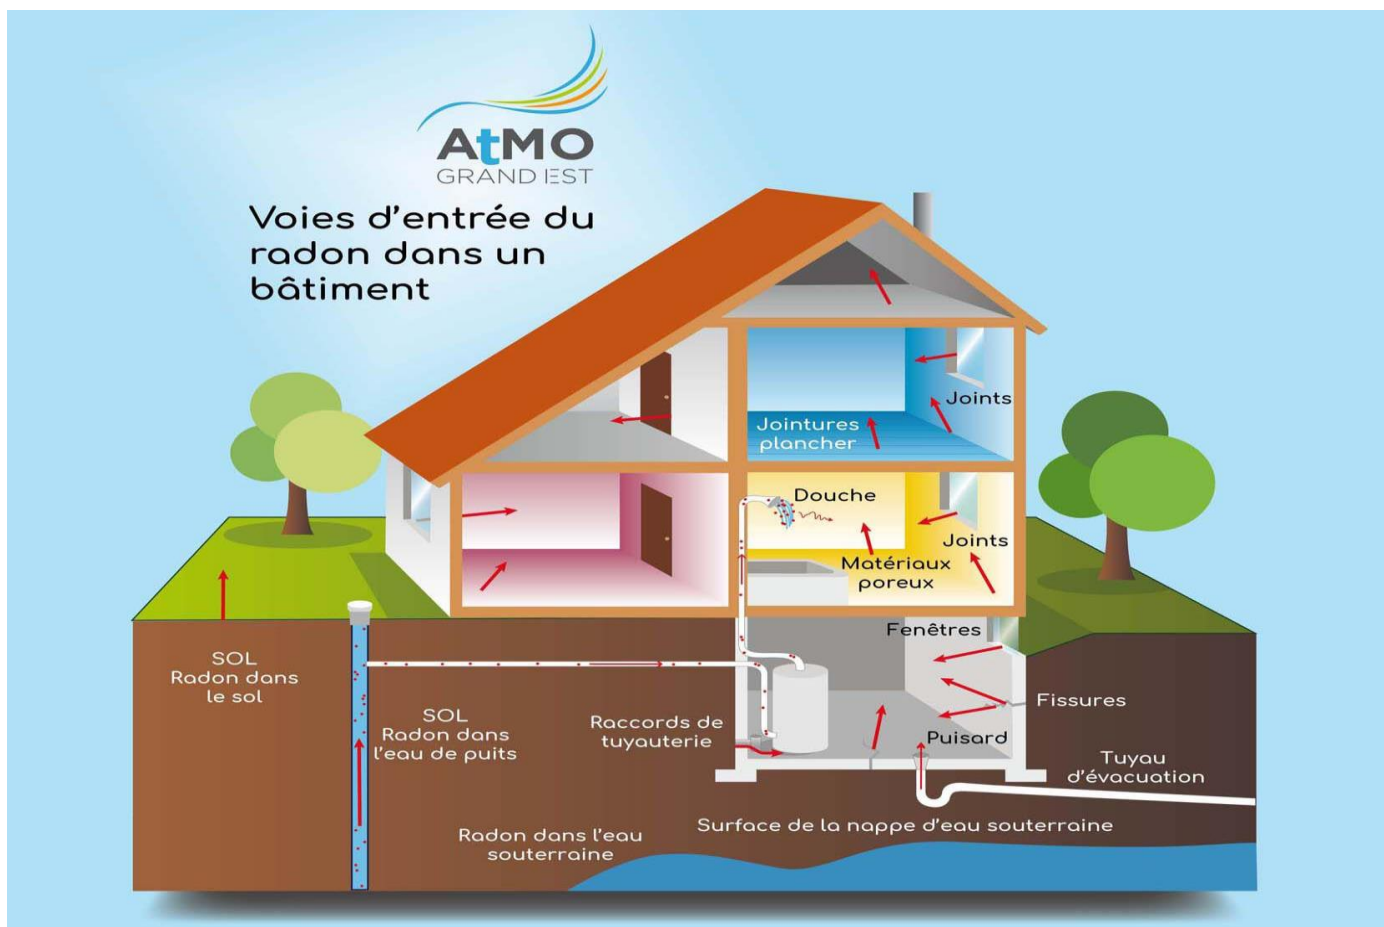 AtMO
GRAND EST
Voies d'entrée du
radon dans un
bâtiment
Joints
Jointures
plancher
Douche
Joints
Matériaux
poreux
Fenêtres
SOL
Radon dans
le sol
SOL
Radon dans
l'eau de puits
Raccords de
tuyauterie
Fissures
Puisard
Tuyau
d'évacuation
Surface de la nappe d'eau souterraine
Radon dans l'eau
souterraine